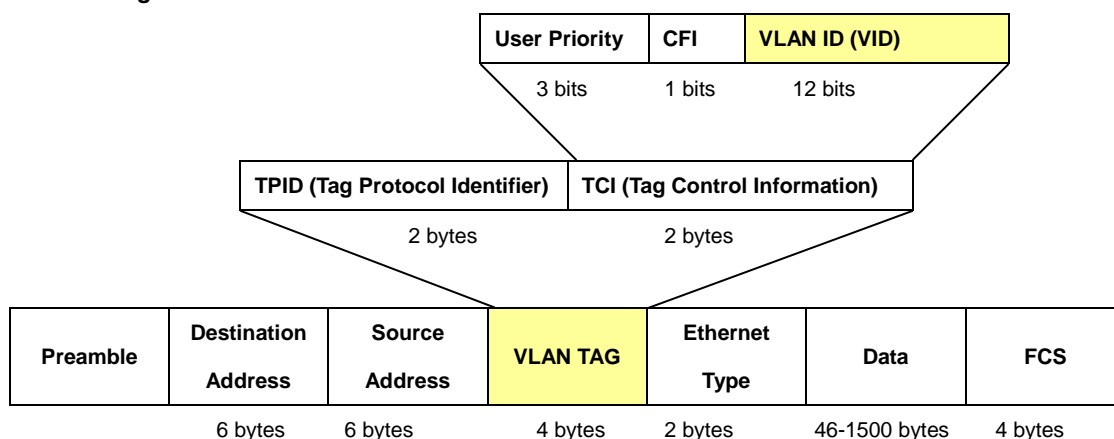 User Priority CFI VLAN ID (VID)
3 bits 1 bits 12 bits
TPID (Tag Protocol Identifier) TCI (Tag Control Information)
2 bytes 2 bytes
Preamble Destination Address Source Address VLAN TAG Ethernet Type Data FCS
6 bytes 6 bytes 4 bytes 2 bytes 46-1500 bytes 4 bytes